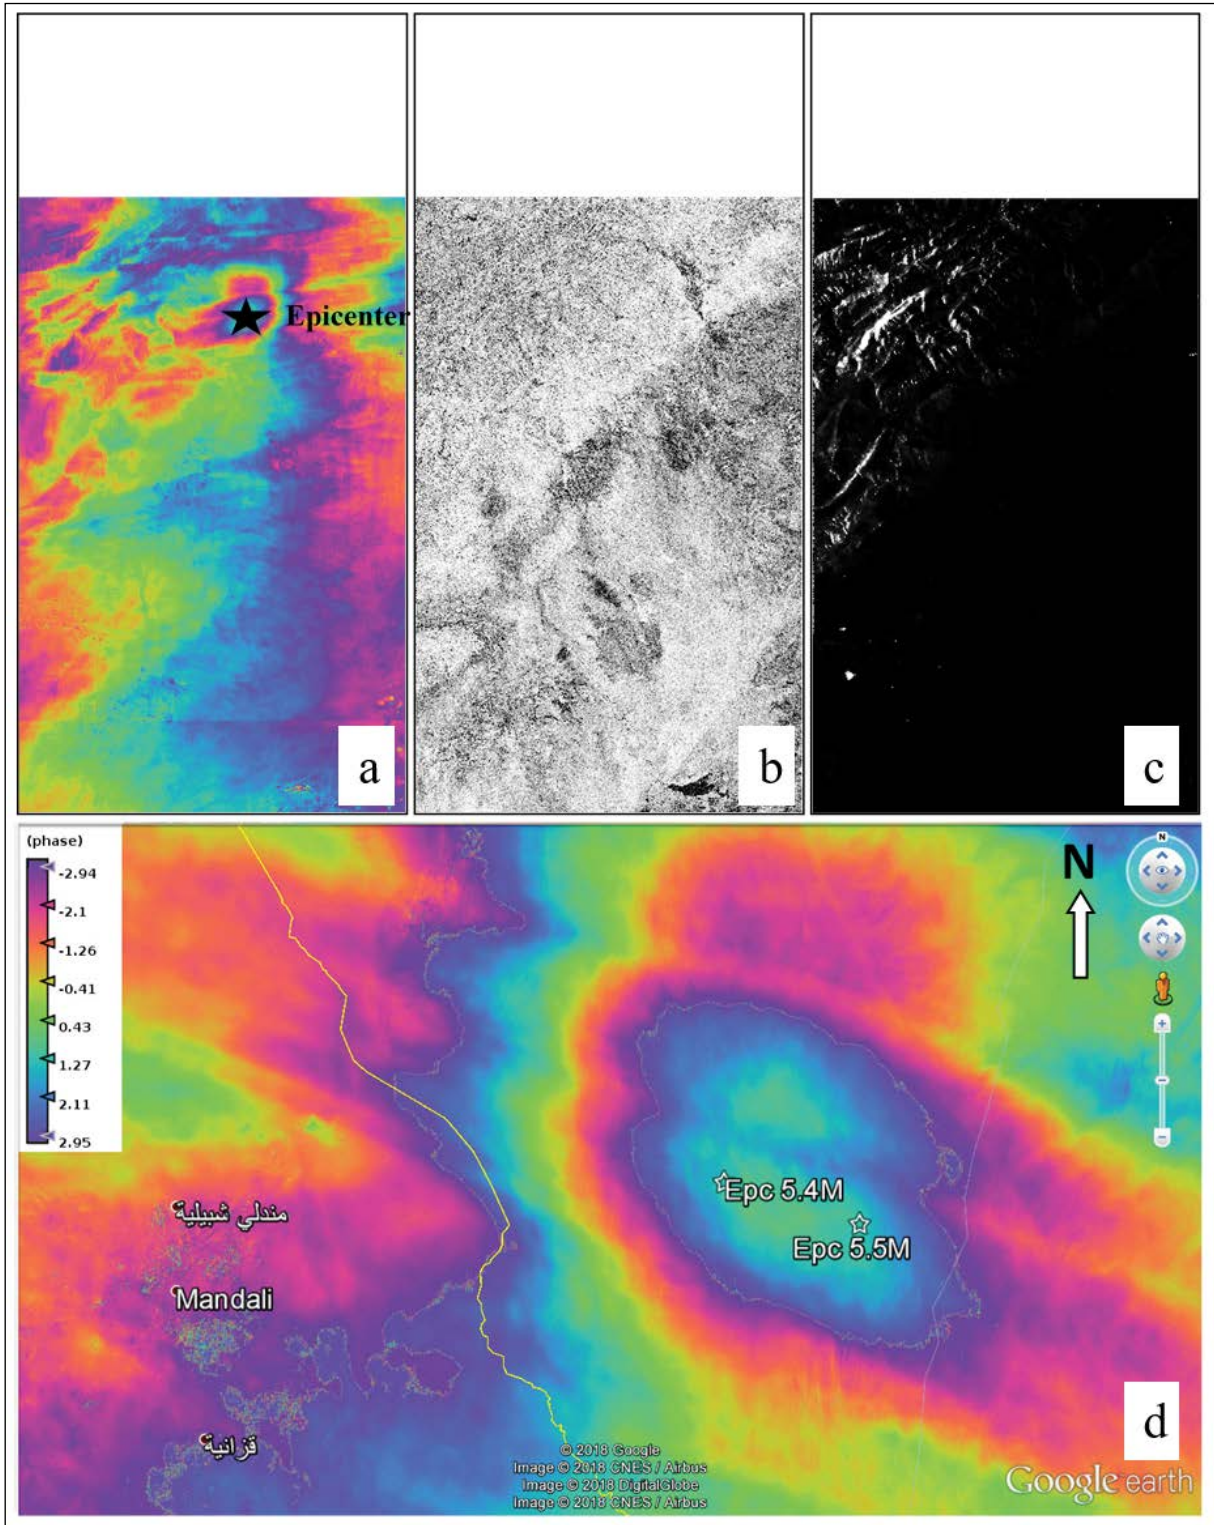 Epicenter
a
b
c
(phase)
-2.94
-2.1
-1.26
-0.41
0.43
1.27
2.11
2.95
N
N
Epc 5.4M
Epc 5.5M
مندلي شبيلية
Mandali
قزانية
© 2018 Google
Image © 2018 CNES / Airbus
Image © 2018 DigitalGlobe
Image © 2018 CNES / Airbus
d
Google earth